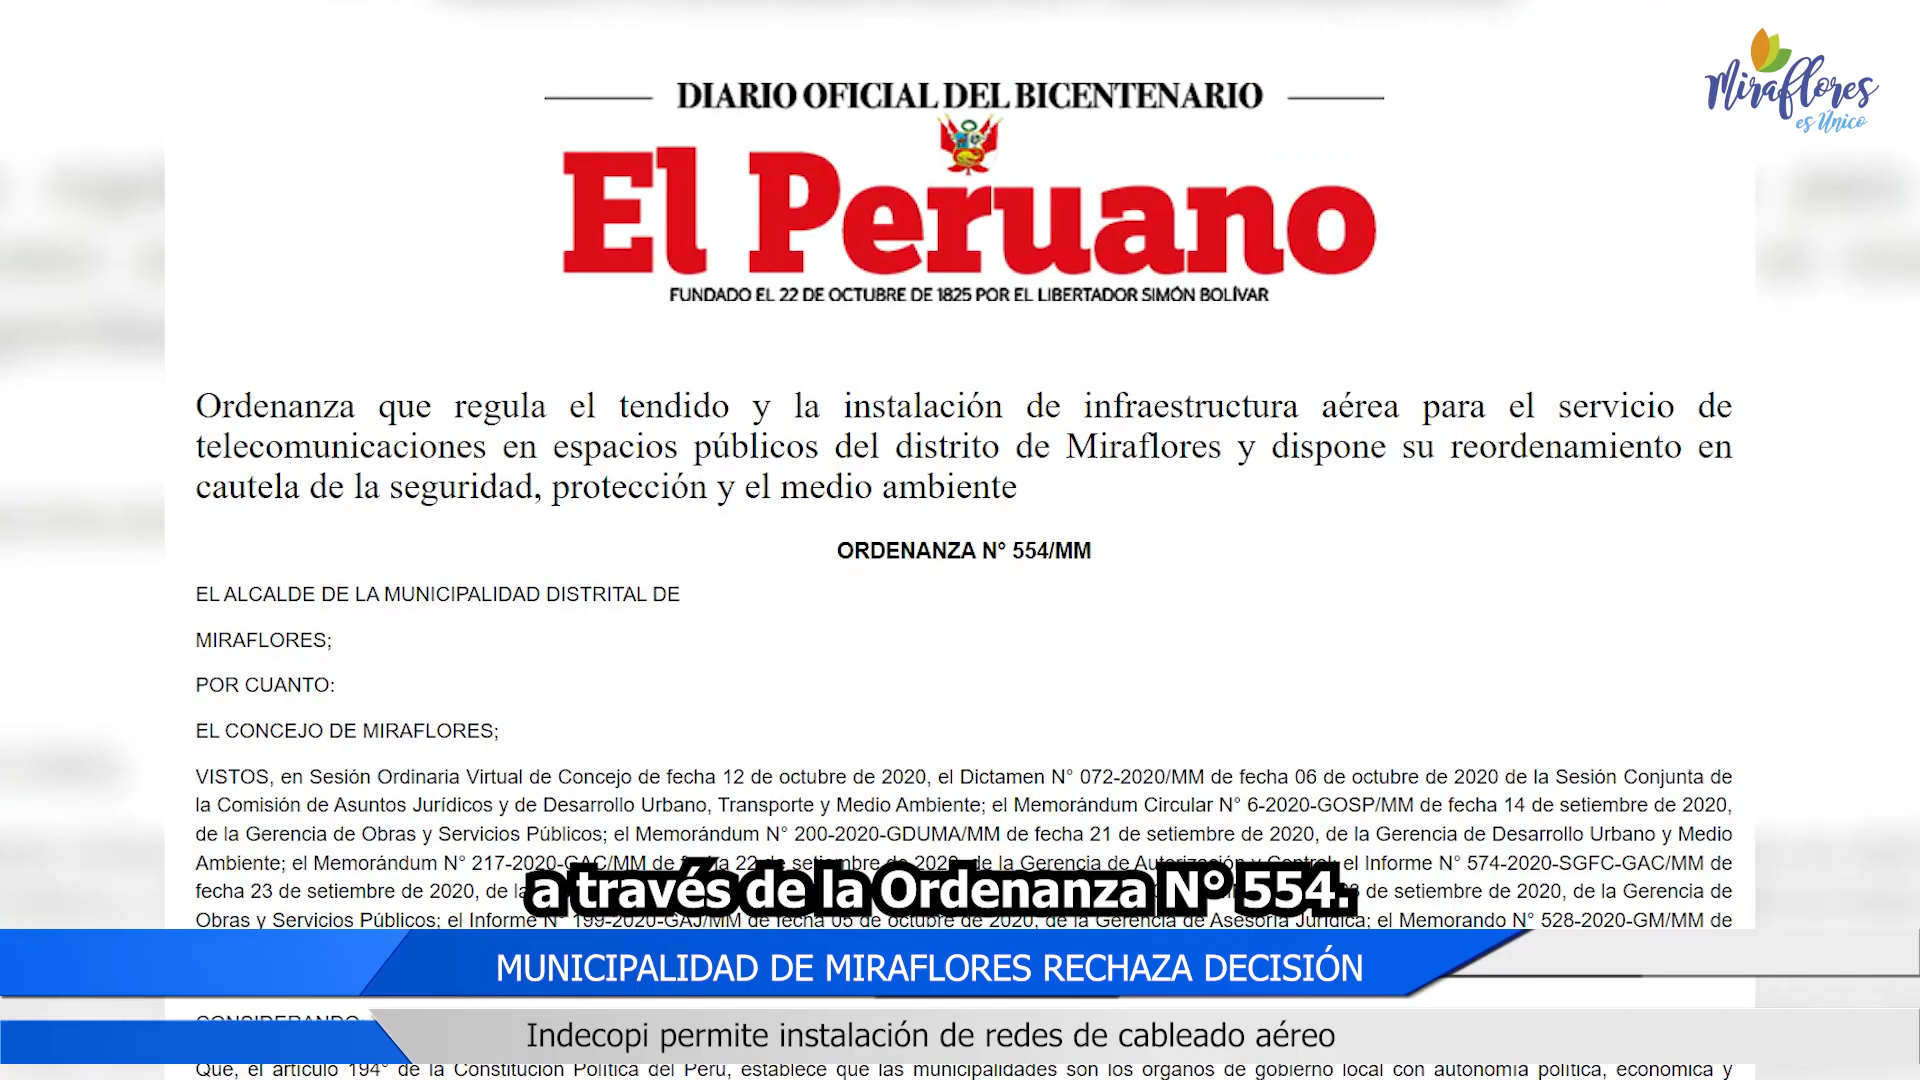 DIARIO OFICIAL DEL BICENTENARIO
El Peruano
FUNDADO EL 22 DE OCTUBRE DE 1825 POR EL LIBERTADOR SIMÓN BOLÍVAR
Miraflores
es Único
Ordenanza que regula el tendido y la instalación de infraestructura aérea para el servicio de
telecomunicaciones en espacios públicos del distrito de Miraflores y dispone su reordenamiento en
cautela de la seguridad, protección y el medio ambiente
ORDENANZA N° 554/MM
EL ALCALDE DE LA MUNICIPALIDAD DISTRITAL DE
MIRAFLORES;
POR CUANTO:
EL CONCEJO DE MIRAFLORES;
VISTOS, en Sesión Ordinaria Virtual de Concejo de fecha 12 de octubre de 2020, el Dictamen N° 072-2020/MM de fecha 06 de octubre de 2020 de la Sesión Conjunta de
la Comisión de Asuntos Jurídicos y de Desarrollo Urbano, Transporte y Medio Ambiente; el Memorándum Circular N° 6-2020-GOSP/MM de fecha 14 de setiembre de 2020,
de la Gerencia de Obras y Servicios Públicos; el Memorándum N° 200-2020-GDUMA/MM de fecha 21 de setiembre de 2020, de la Gerencia de Desarrollo Urbano y Medio
Ambiente; el Memorándum N° 217-2020-GAC/MM de fecha 22 de setiembre de 2020, de la Gerencia de Autorización y Control; el Informe N° 574-2020-SGFC-GAC/MM de
fecha 23 de setiembre de 2020, de la de setiembre de 2020, de la Gerencia de
a través de la Ordenanza N° 554.
Obras y Servicios Públicos; el Informe N° 199-2020-GAJ/MM de fecha 05 de octubre de 2020, de la Gerencia de Asesoría Jurídica; el Memorando N° 528-2020-GM/MM de
MUNICIPALIDAD DE MIRAFLORES RECHAZA DECISIÓN
CONSIDERANDO
Indecopi permite instalación de redes de cableado aéreo
Que, el artículo 194° de la Constitución Política del Perú, establece que las municipalidades son los órganos de gobierno local con autonomía política, económica y